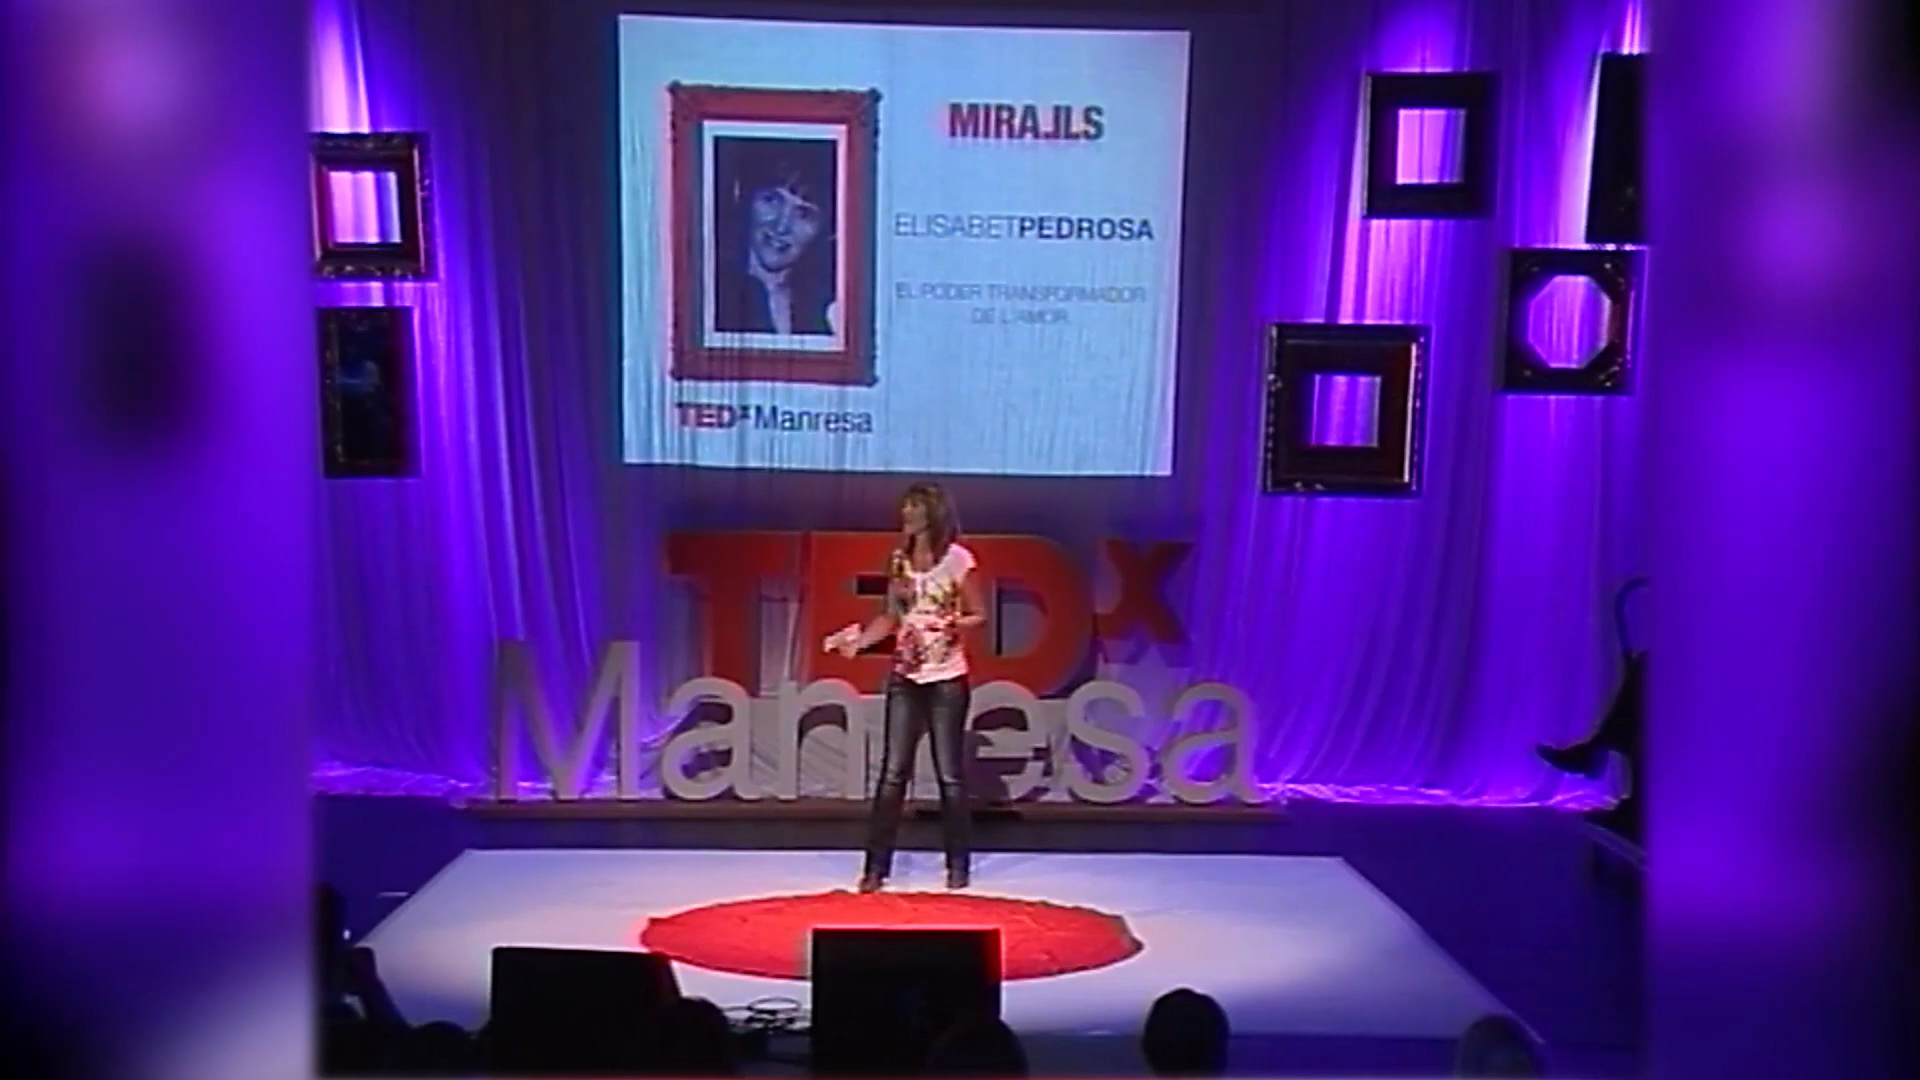 MIRALLS
ELISABETPEDROSA
EL PODER TRANSFORMADOR
DE L'AMOR
TEDxManresa
TEDx
Manresa